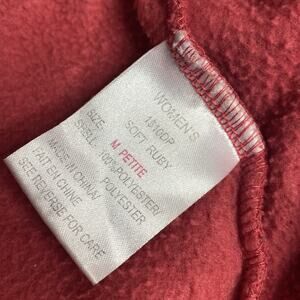 WOMEN'S
1316DP
SOFT RUBY
SIZE: M PETITE
SHELL: 100%POLYESTER/
POLYESTER
MADE IN CHINA/
FAIT EN CHINE
SEE REVERSE FOR CARE